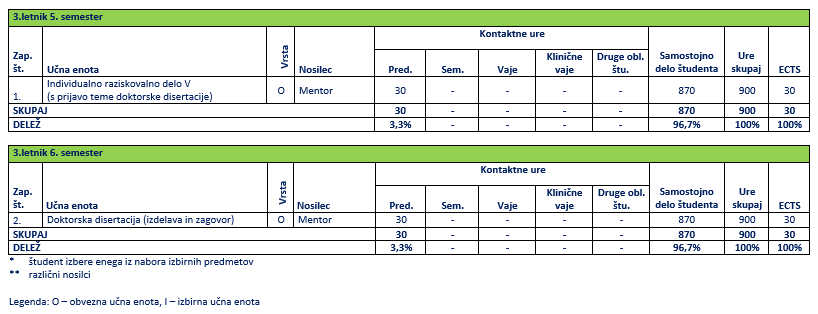 3.letnik 5. semester
Kontaktne ure
Zap. št. Učna enota Vrsta Nosilec Pred. Sem. Vaje Klinične vaje Druge obl. štu. Samostojno delo študenta Ure skupaj ECTS
1. Individualno raziskovalno delo V (s prijavo teme doktorske disertacije) O Mentor 30 - - - - 870 900 30
SKUPAJ 30 - - - - 870 900 30
DELEŽ 3,3% - - - - 96,7% 100% 100%
3.letnik 6. semester
Kontaktne ure
Zap. št. Učna enota Vrsta Nosilec Pred. Sem. Vaje Klinične vaje Druge obl. štu. Samostojno delo študenta Ure skupaj ECTS
2. Doktorska disertacija (izdelava in zagovor) O Mentor 30 - - - - 870 900 30
SKUPAJ 30 - - - - 870 900 30
DELEŽ 3,3% - - - - 96,7% 100% 100%
* študent izbere enega iz nabora izbirnih predmetov
** različni nosilci
Legenda: O – obvezna učna enota, I – izbirna učna enota